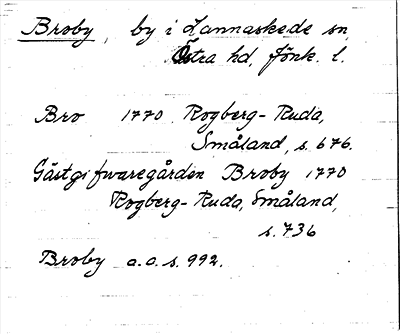 Broby, by i Lannaskede sn,
Östra hd, Jönk. l.
Bro 1770 Rogberg-Ruda,
Småland, s. 676.
Gästgifwaregården Broby 1770
Rogberg-Ruda, Småland,
s. 736
Broby a.a. s. 992.